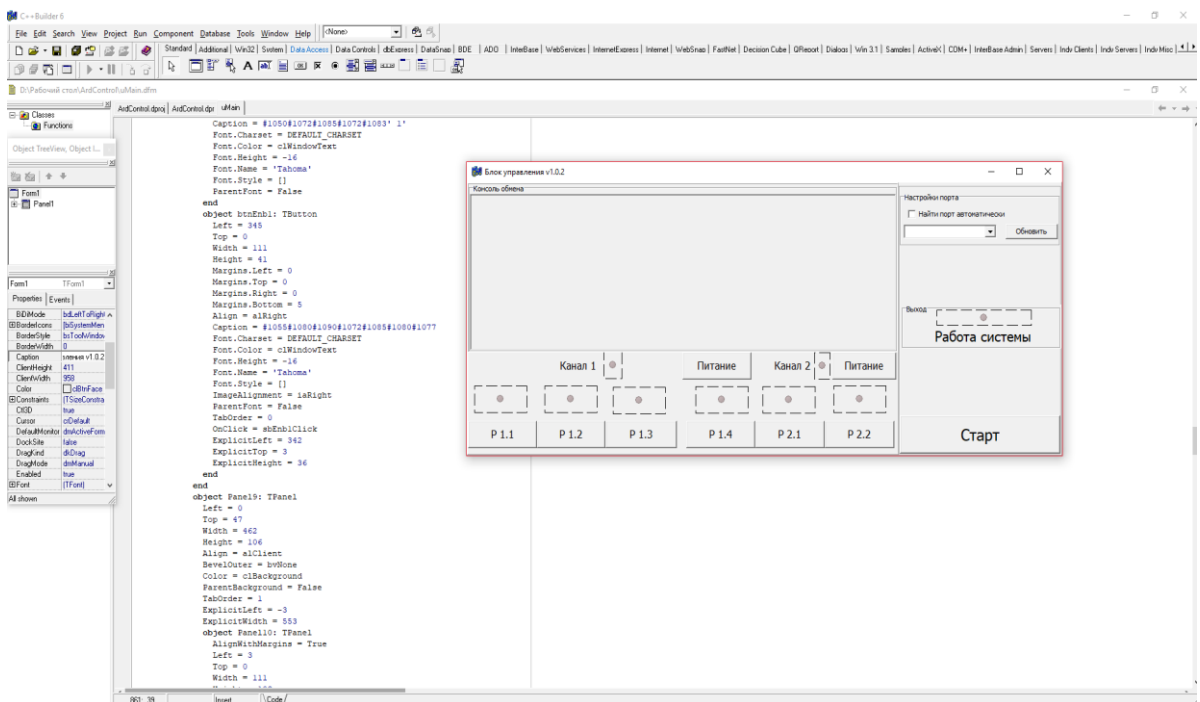 C++Builder 6
File Edit Search View Project Run Component Database Tools Window Help <None>
Standard Additional Win32 System Data Access Data Controls dbExpress DataSnap BDE ADO InterBase WebServices InternetExpress Internet WebSnap FastNet Decision Cube QReport Dialogs Win 3.1 Samples ActiveX COM+ InterBase Admin Servers Indy Clients Indy Servers Indy Misc
D:\Рабочий стол\ArdControl\uMain.dfm
Classes
Functions
ArdControl.dproj ArdControl.dpr uMain
Object TreeView, Object I...
Form1
Panel1
Form1 TForm1
Properties Events
BiDiMode bdLeftToRight
BorderIcons [biSystemMen
BorderStyle bsToolWindow
BorderWidth 0
Caption вления v1.0.2
ClientHeight 411
ClientWidth 958
Color clBtnFace
Constraints (TSizeConstra
Ctl3D true
Cursor crDefault
DefaultMonitor dmActiveForm
DockSite false
DragKind dkDrag
DragMode dmManual
Enabled true
Font (TFont)
All shown
Caption = #1050#1072#1085#1072#1083' 1'
Font.Charset = DEFAULT_CHARSET
Font.Color = clWindowText
Font.Height = -16
Font.Name = 'Tahoma'
Font.Style = []
ParentFont = False
end
object btnEnbl: TButton
Left = 345
Top = 0
Width = 111
Height = 41
Margins.Left = 0
Margins.Top = 0
Margins.Right = 0
Margins.Bottom = 5
Align = alRight
Caption = #1055#1080#1090#1072#1085#1080#1077
Font.Charset = DEFAULT_CHARSET
Font.Color = clWindowText
Font.Height = -16
Font.Name = 'Tahoma'
Font.Style = []
ImageAlignment = iaRight
ParentFont = False
TabOrder = 0
OnClick = sbEnblClick
ExplicitLeft = 342
ExplicitTop = 3
ExplicitHeight = 36
end
end
object Panel9: TPanel
Left = 0
Top = 47
Width = 462
Height = 106
Align = alClient
BevelOuter = bvNone
Color = clBackground
ParentBackground = False
TabOrder = 1
ExplicitLeft = -3
ExplicitWidth = 553
object Panel10: TPanel
AlignWithMargins = True
Left = 3
Top = 0
Width = 111
861: 39 Insert Code
Блок управления v1.0.2
Консоль обмена
Настройки порта
Найти порт автоматически
Обновить
Выход
Работа системы
Канал 1 Питание Канал 2 Питание
P 1.1 P 1.2 P 1.3 P 1.4 P 2.1 P 2.2 Старт